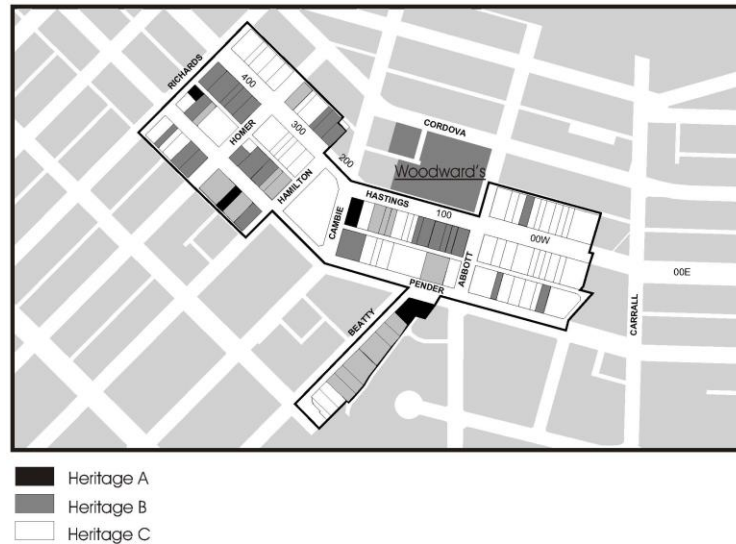 RICHARDS
400
HOMER
300
200
HAMILTON
CORDOVA
Woodward's
HASTINGS
100
CAMBIE
00W
ABBOTT
00E
PENDER
BEATTY
CARRALL
Heritage A
Heritage B
Heritage C